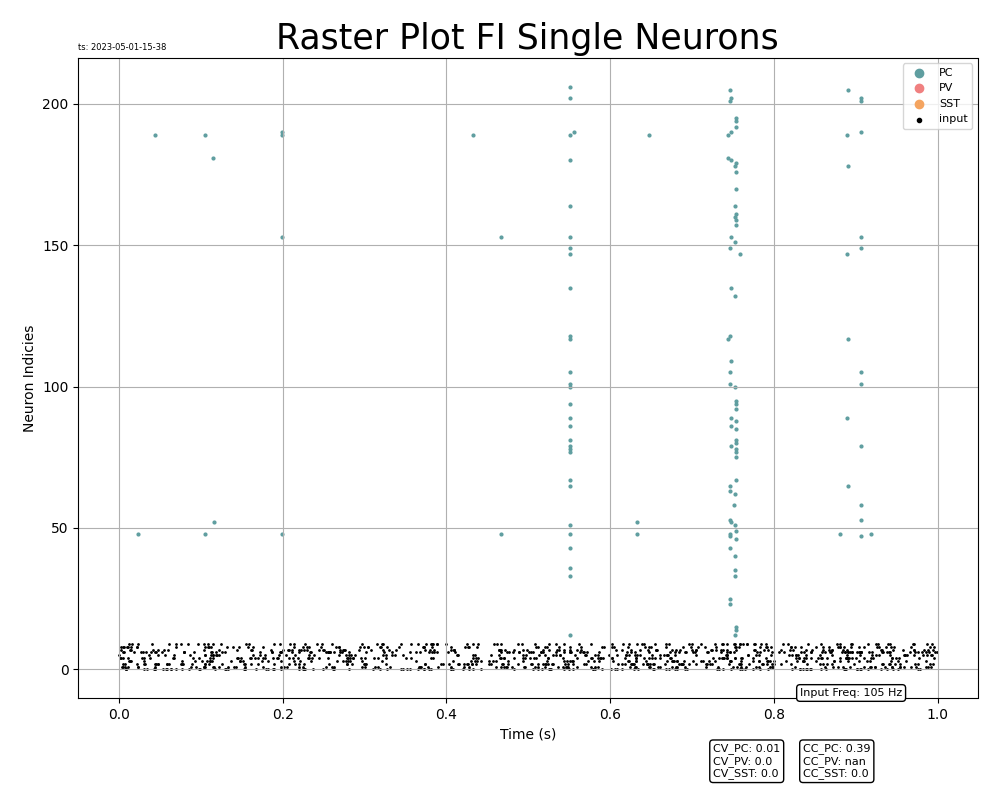 Raster Plot FI Single Neurons
ts: 2023-05-01-15-38
PC
PV
SST
input
200
150
100
50
0
Neuron Indicies
0.0
0.2
0.4
0.6
0.8
1.0
Input Freq: 105 Hz
Time (s)
CV_PC: 0.01
CV_PV: 0.0
CV_SST: 0.0
CC_PC: 0.39
CC_PV: nan
CC_SST: 0.0